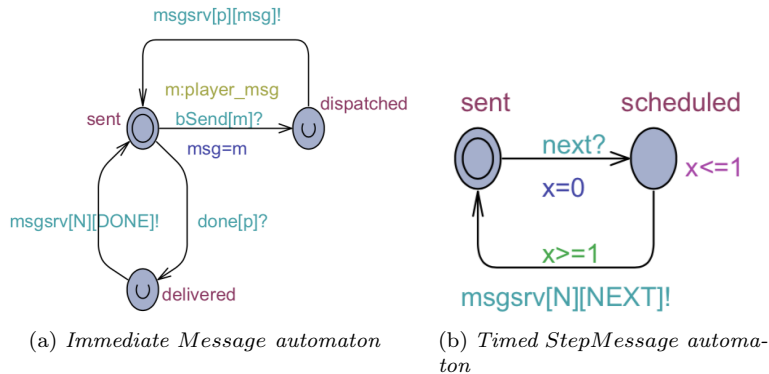 msgsrv[p][msg]!
m:player_msg
dispatched
sent
bSend[m]?
msg=m
msgsrv[N][DONE]!
done[p]?
delivered
(a) Immediate Message automaton
sent
scheduled
next?
x<=1
x=0
x>=1
msgsrv[N][NEXT]!
(b) Timed StepMessage automa-
ton